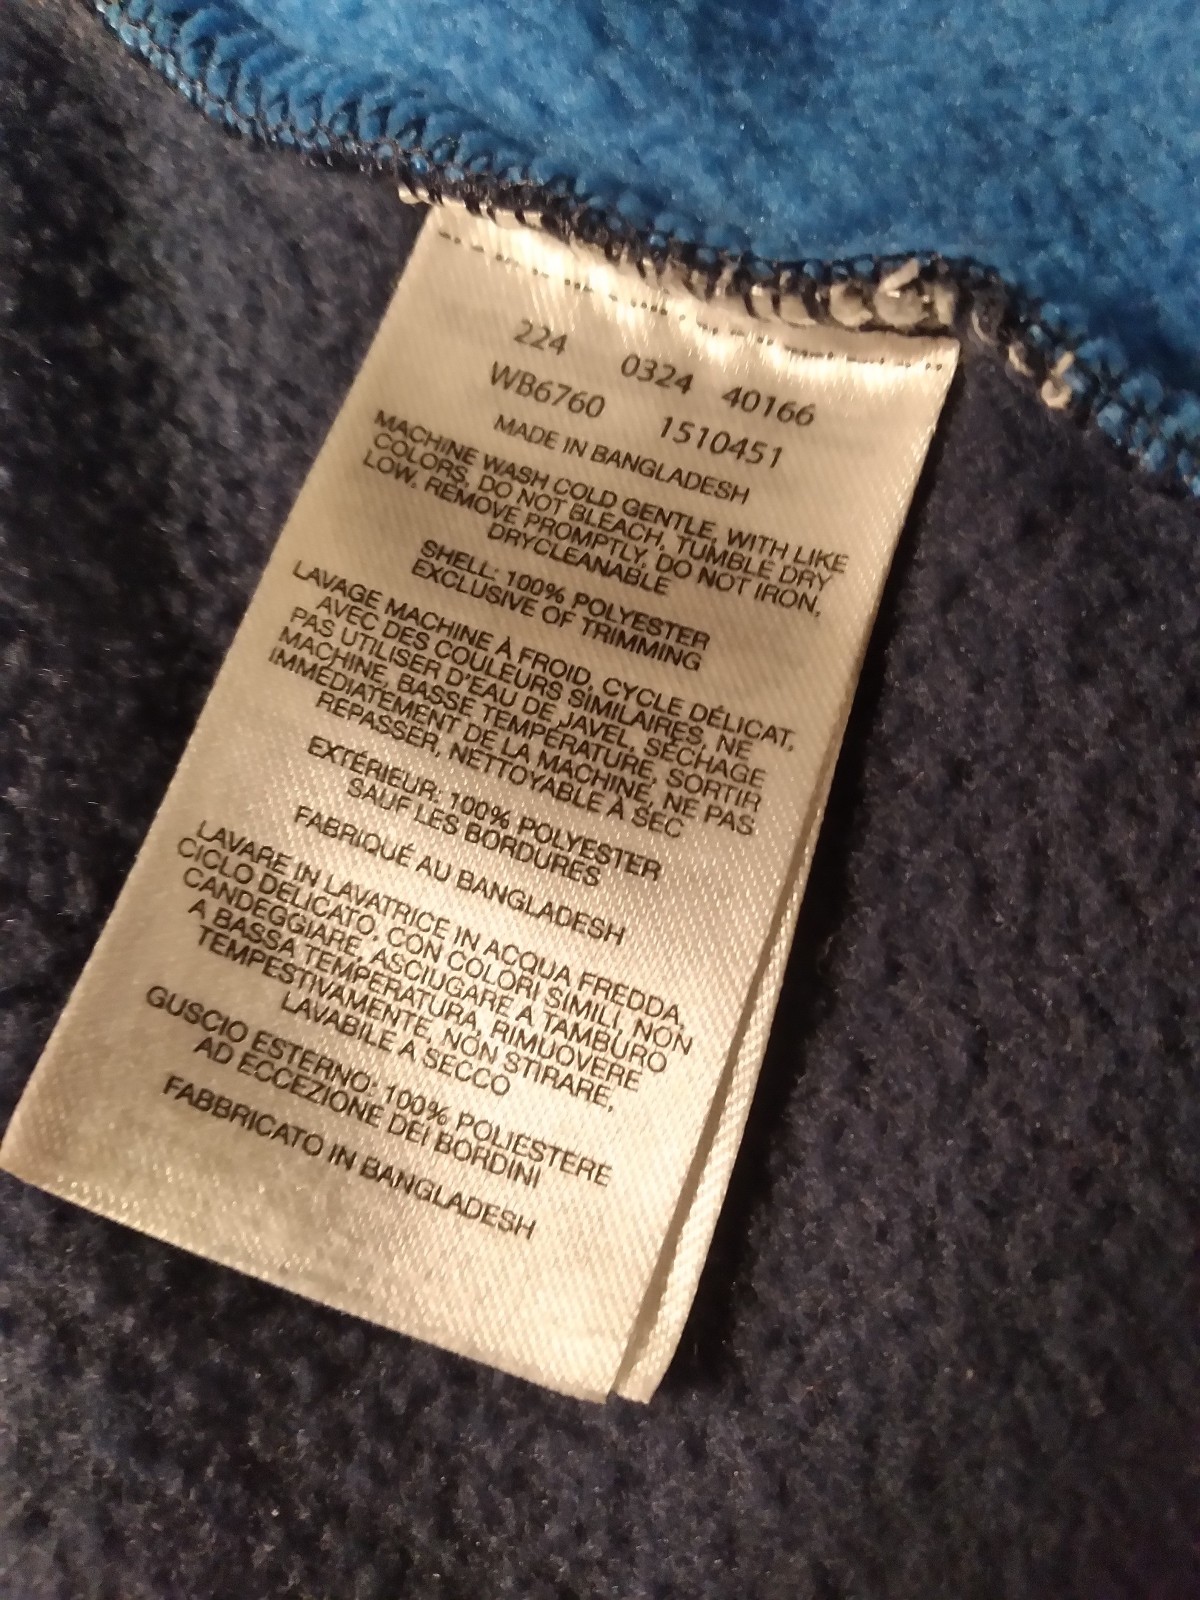 224 0324 40166
WB6760 1510451
MADE IN BANGLADESH
MACHINE WASH COLD GENTLE, WITH LIKE
COLORS, DO NOT BLEACH, TUMBLE DRY
LOW, REMOVE PROMPTLY, DO NOT IRON,
DRYCLEANABLE
SHELL: 100% POLYESTER
EXCLUSIVE OF TRIMMING
LAVAGE MACHINE À FROID, CYCLE DÉLICAT,
AVEC DES COULEURS SIMILAIRES, NE
PAS UTILISER D'EAU DE JAVEL, SÉCHAGE
MACHINE, BASSE TEMPÉRATURE, SORTIR
IMMÉDIATEMENT DE LA MACHINE, NE PAS
REPASSER, NETTOYABLE À SEC
EXTÉRIEUR: 100% POLYESTER
SAUF LES BORDURES
FABRIQUÉ AU BANGLADESH
LAVARE IN LAVATRICE IN ACQUA FREDDA,
CICLO DELICATO, CON COLORI SIMILI, NON
CANDEGGIARE, ASCIUGARE A TAMBURO
A BASSA TEMPERATURA, RIMUOVERE
TEMPESTIVAMENTE, NON STIRARE,
LAVABILE A SECCO
GUSCIO ESTERNO: 100% POLIESTERE
AD ECCEZIONE DEI BORDINI
FABBRICATO IN BANGLADESH